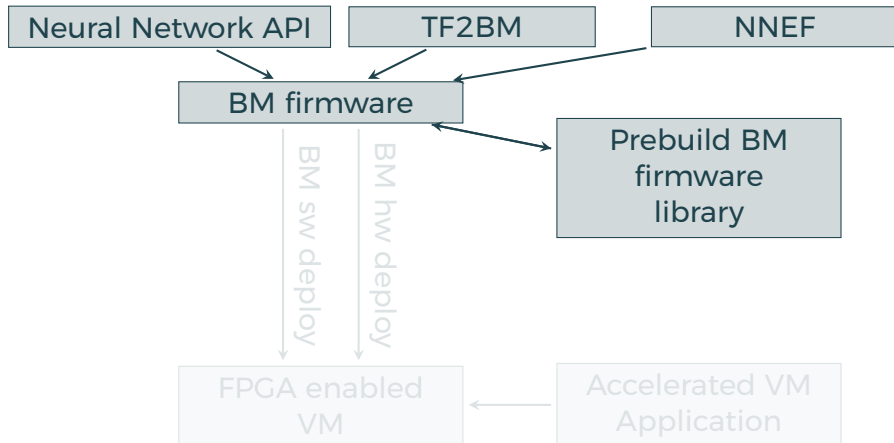 Neural Network API
TF2BM
NNEF
BM firmware
Prebuild BM
firmware
library
BM sw deploy
BM hw deploy
FPGA enabled
VM
Accelerated VM
Application